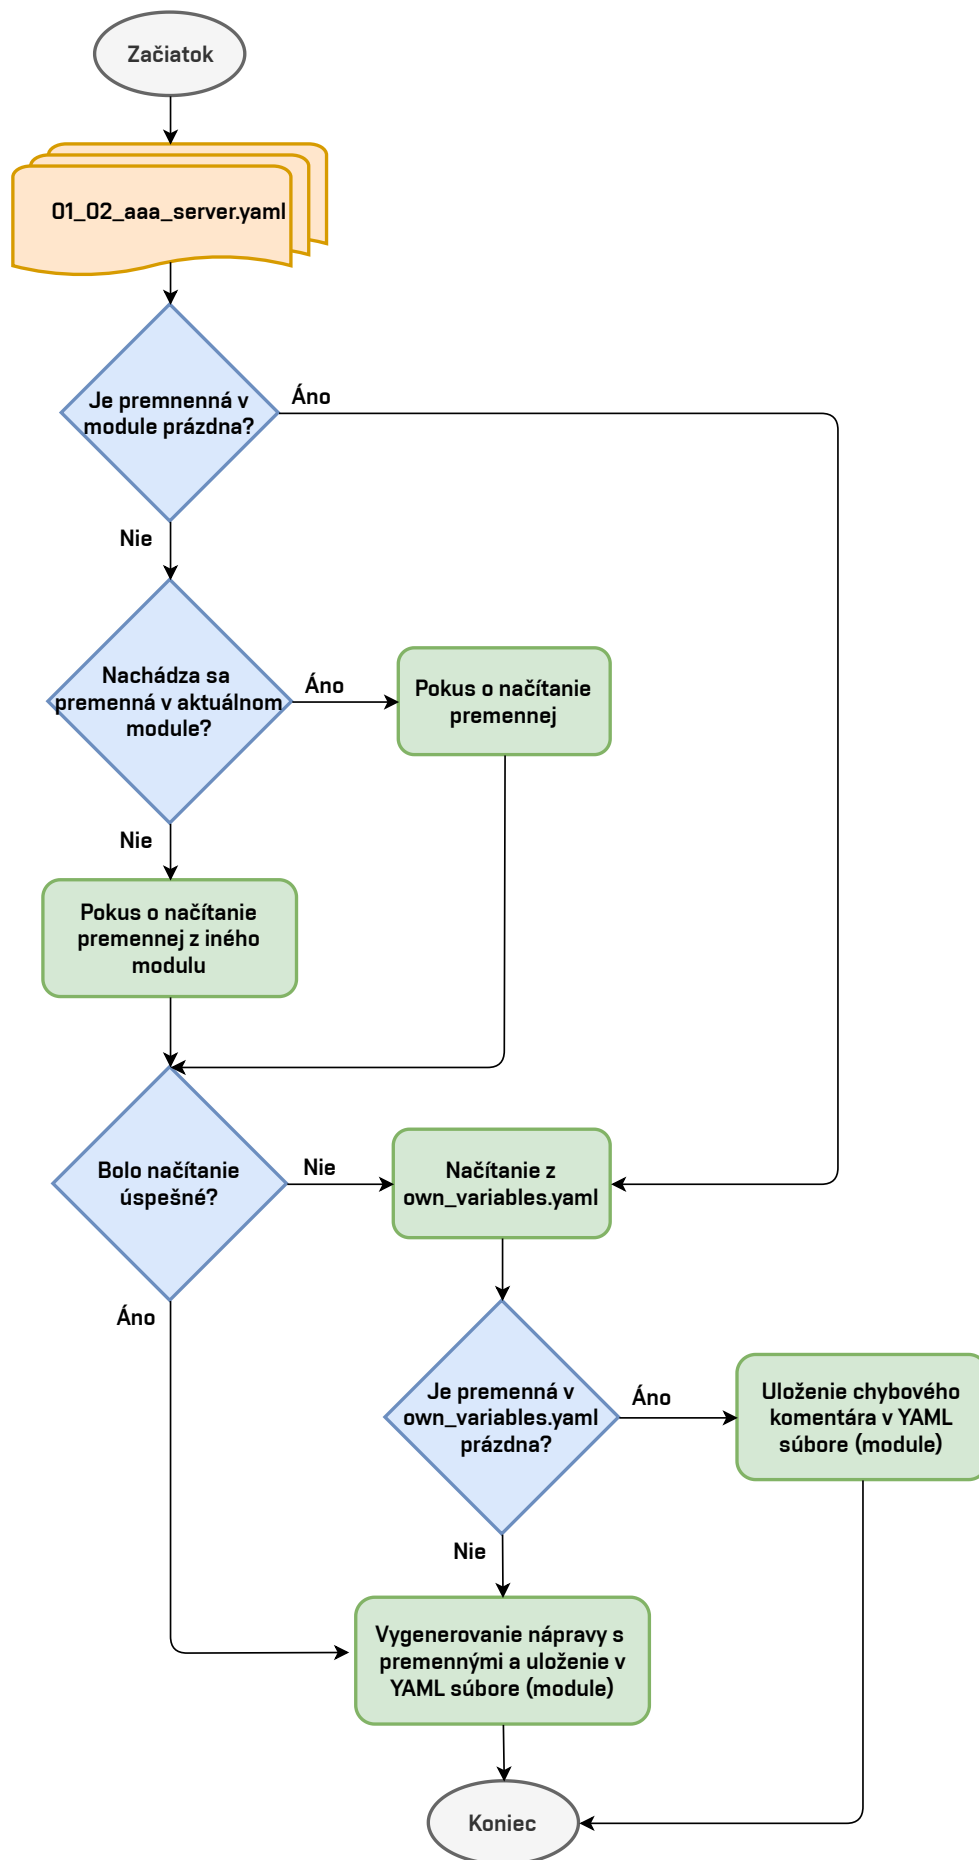 Začiatok
01_02_aaa_server.yaml
Je premnenná v
module prázdna?
Áno
Nie
Nachádza sa
premenná v aktuálnom
module?
Áno
Pokus o načítanie
premennej
Nie
Pokus o načítanie
premennej z iného
modulu
Bolo načítanie
úspešné?
Nie
Načítanie z
own_variables.yaml
Áno
Je premenná v
own_variables.yaml
prázdna?
Áno
Uloženie chybového
komentára v YAML
súbore (module)
Nie
Vygenerovanie nápravy s
premennými a uloženie v
YAML súbore (module)
Koniec